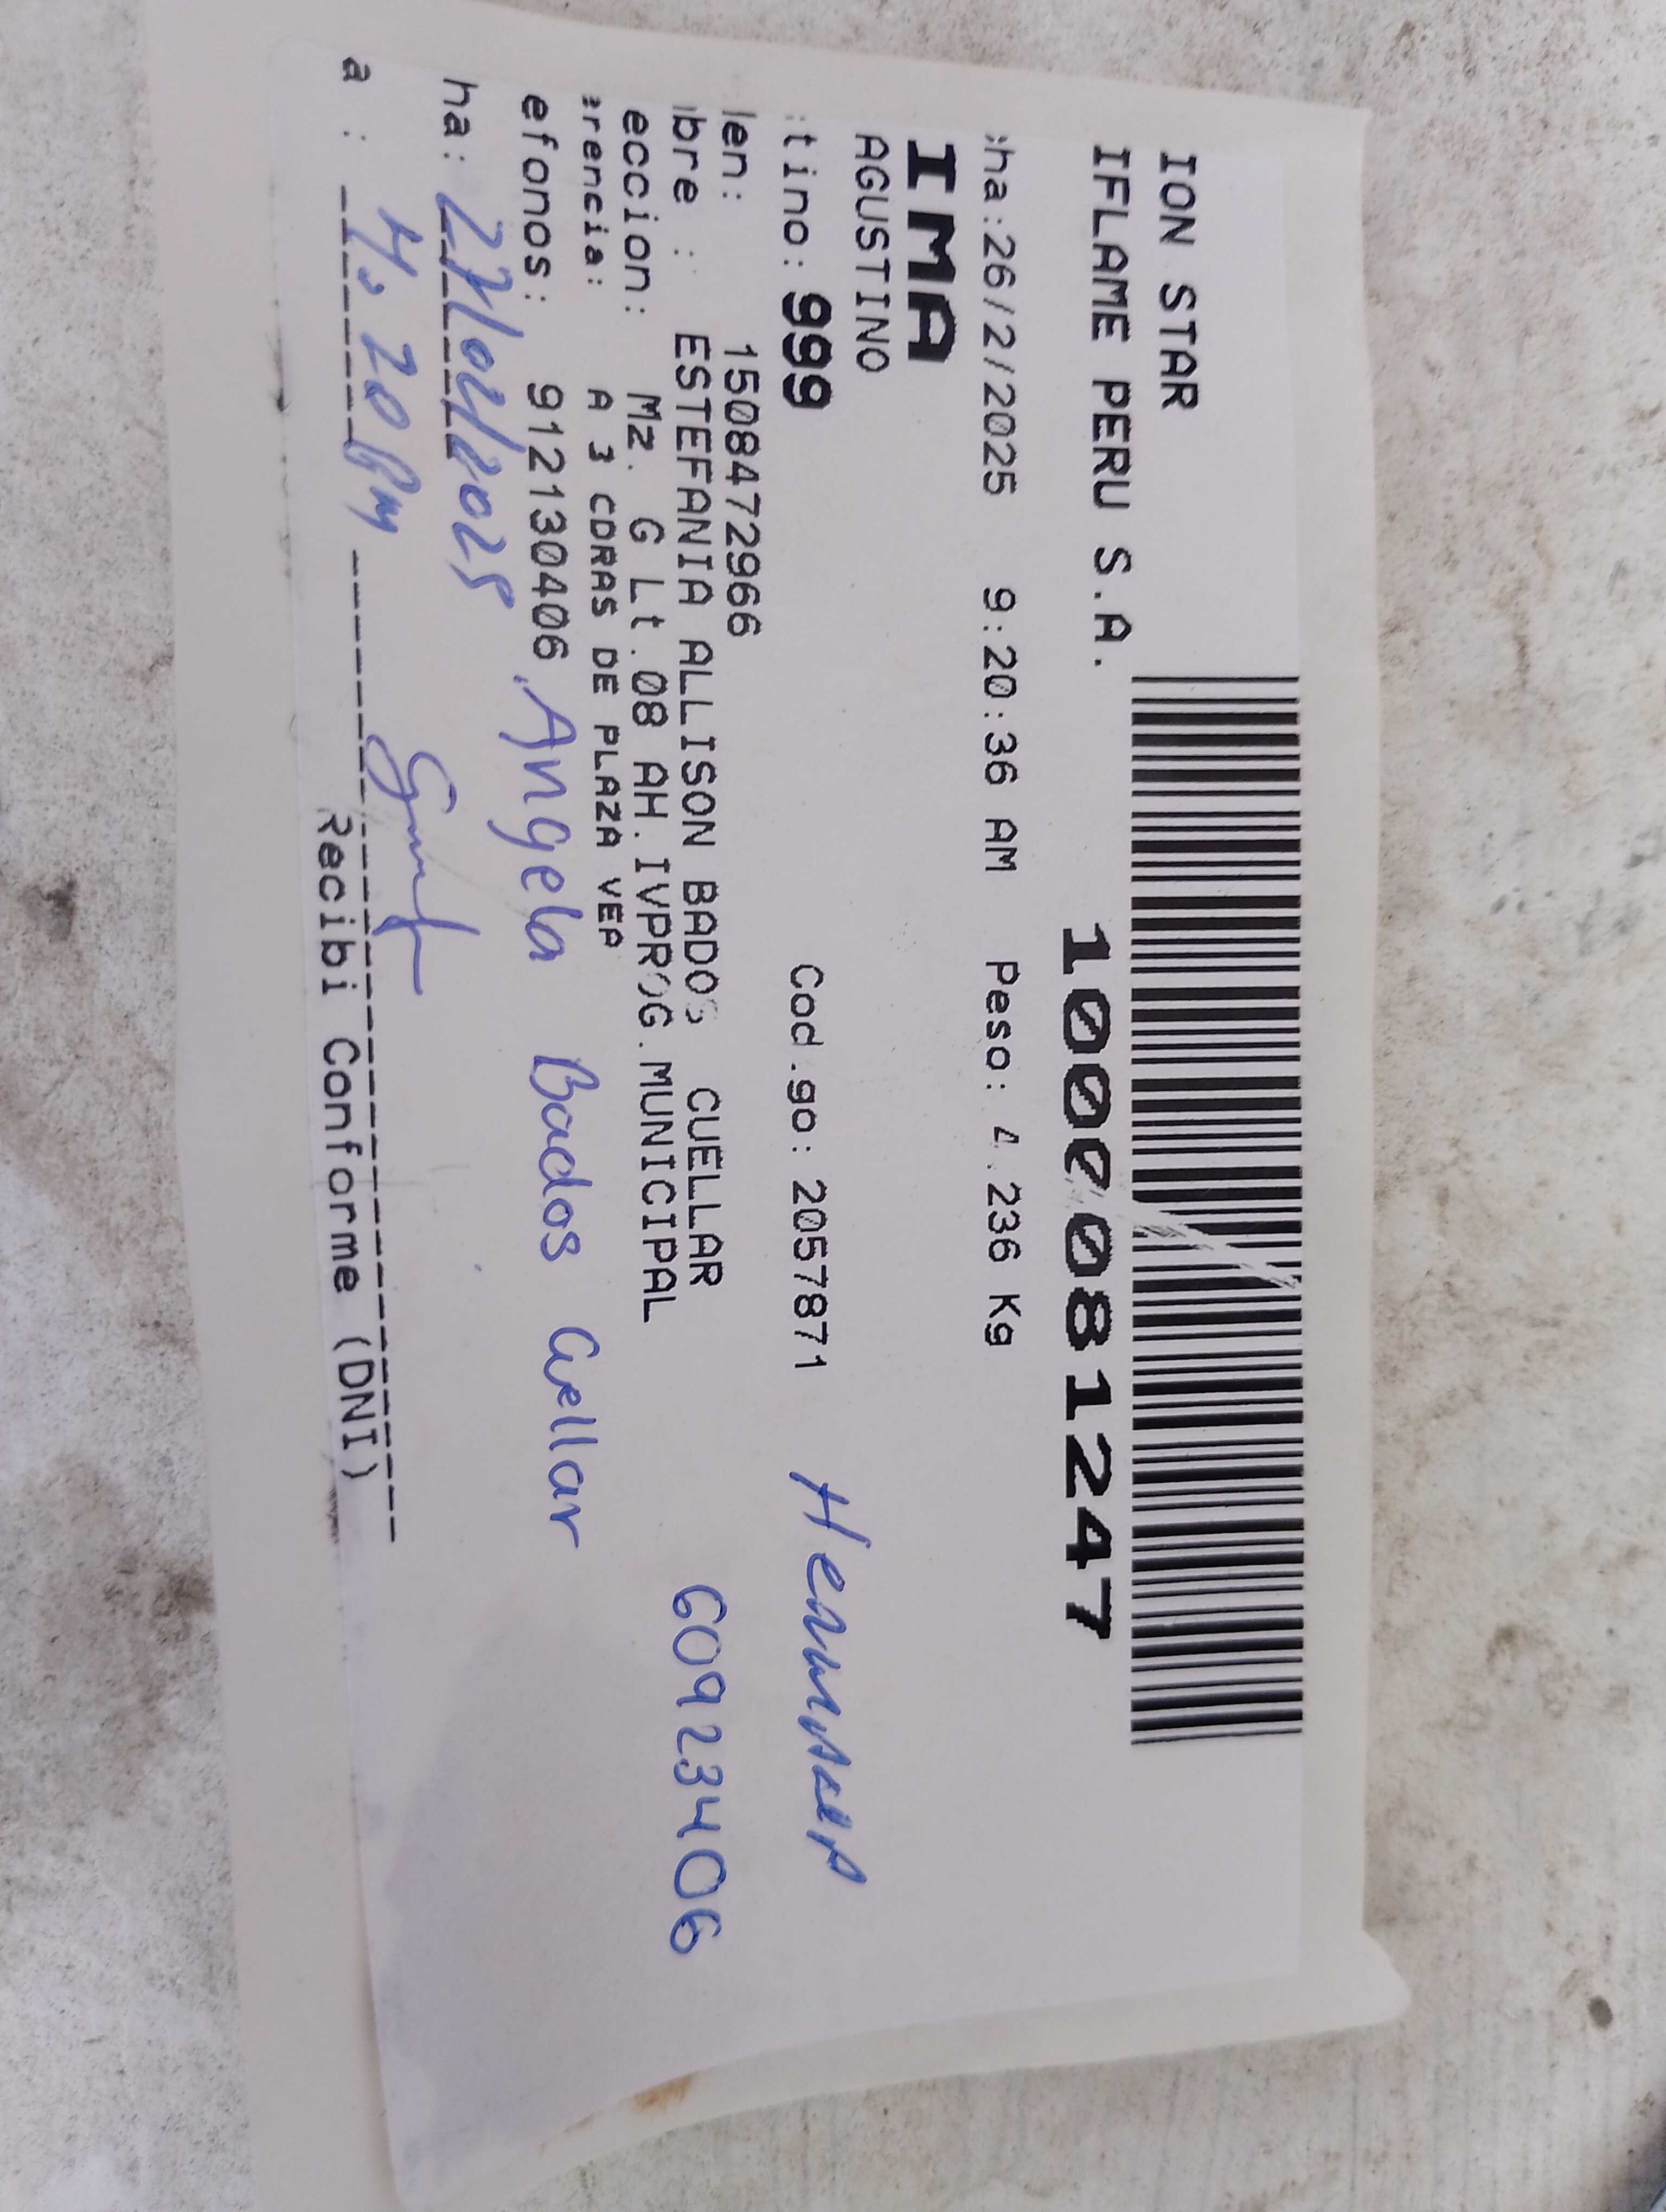 ION STAR
IFLAME PERU S.A.
1000081247
:ha:26/2/2025 9:20:36 AM Peso: 4.236 Kg
IMA
AGUSTINO
tino: 999 Cod.go: 2057871 Hermana
len: 1508472966
bre : ESTEFANIA ALLISON BADOS CUELLAR 60923406
eccion: Mz. G Lt.08 AH.IVPROG.MUNICIPAL
erencia: A 3 CDRAS DE PLAZA VEA
efonos: 912130406 Angela Bados Cuellar
ha: 27/02/2025
a : 4:20 Pm
Recibi Conforme (DNI)